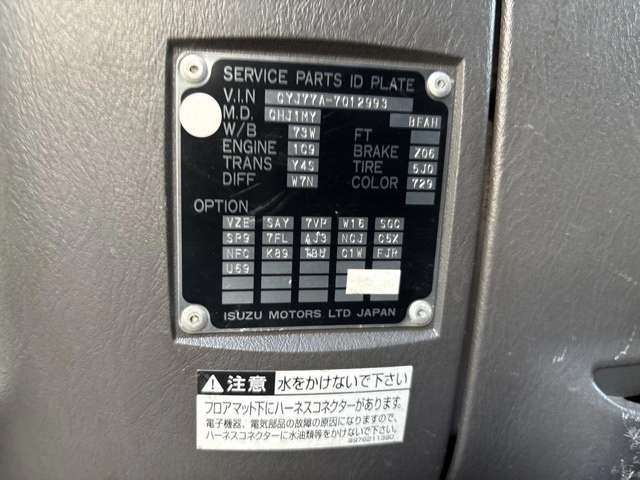 SERVICE PARTS ID PLATE
V.I.N CYJ77A-7012993
M.D. QHJ1MY BFAH
W/B 73W FT
ENGINE 1C9 BRAKE Z06
TRANS Y4S TIRE 5J0
DIFF W7N COLOR 729
OPTION
VZE SAY 7VP W16 SGC
SP9 7FL AJ3 NCJ C5X
NFC K89 C1W FJR
U69
ISUZU MOTORS LTD JAPAN
注意 水をかけないで下さい
フロアマット下にハーネスコネクターがあります。
電子機器、電気部品の故障の原因になりますので、
ハーネスコネクターに水油類等をかけないで下さい。
8976211390